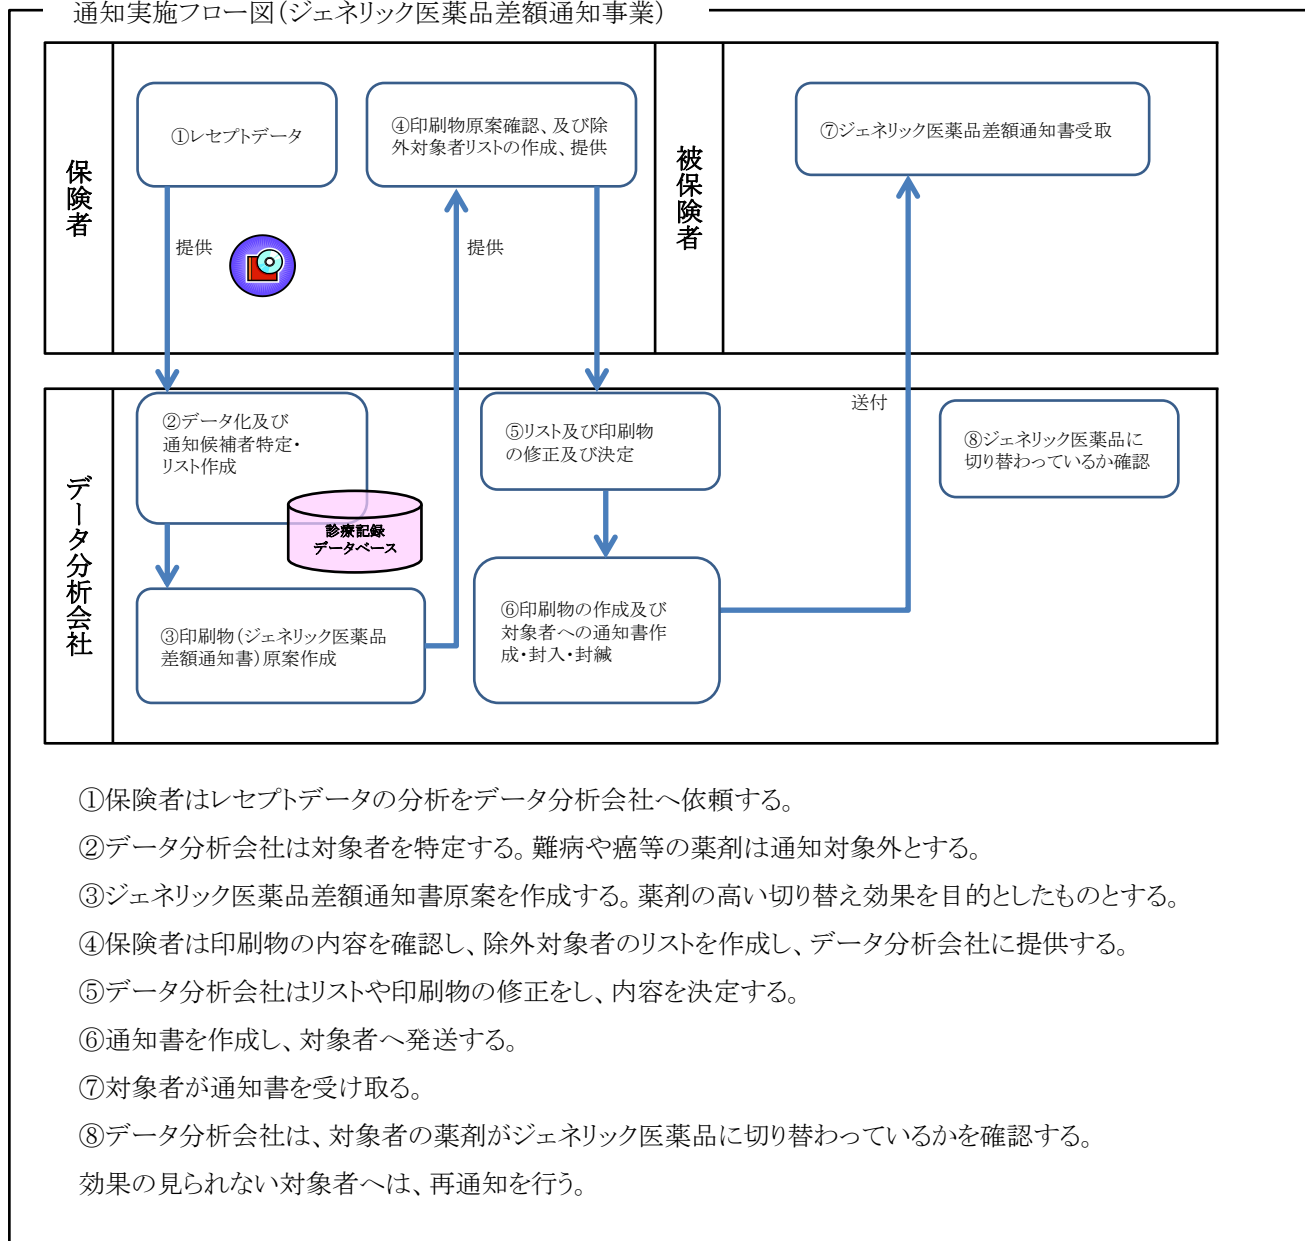 通知実施フロー図(ジェネリック医薬品差額通知事業)
保険者
①レセプトデータ
④印刷物原案確認、及び除
外対象者リストの作成、提供
被保険者
⑦ジェネリック医薬品差額通知書受取
提供
提供
データ分析会社
②データ化及び
通知候補者特定・
リスト作成
診療記録
データベース
③印刷物(ジェネリック医薬品
差額通知書)原案作成
⑤リスト及び印刷物
の修正及び決定
⑥印刷物の作成及び
対象者への通知書作
成・封入・封緘
送付
⑧ジェネリック医薬品に
切り替わっているか確認
①保険者はレセプトデータの分析をデータ分析会社へ依頼する。
②データ分析会社は対象者を特定する。難病や癌等の薬剤は通知対象外とする。
③ジェネリック医薬品差額通知書原案を作成する。薬剤の高い切り替え効果を目的としたものとする。
④保険者は印刷物の内容を確認し、除外対象者のリストを作成し、データ分析会社に提供する。
⑤データ分析会社はリストや印刷物の修正をし、内容を決定する。
⑥通知書を作成し、対象者へ発送する。
⑦対象者が通知書を受け取る。
⑧データ分析会社は、対象者の薬剤がジェネリック医薬品に切り替わっているかを確認する。
効果の見られない対象者へは、再通知を行う。